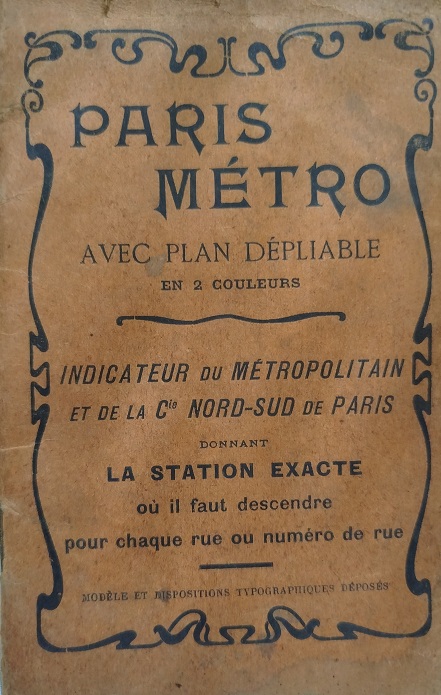 PARIS
MÉTRO
AVEC PLAN DÉPLIABLE
EN 2 COULEURS
INDICATEUR DU MÉTROPOLITAIN
ET DE LA Cie NORD-SUD DE PARIS
DONNANT
LA STATION EXACTE
où il faut descendre
pour chaque rue ou numéro de rue
MODÈLE ET DISPOSITIONS TYPOGRAPHIQUES DÉPOSÉS